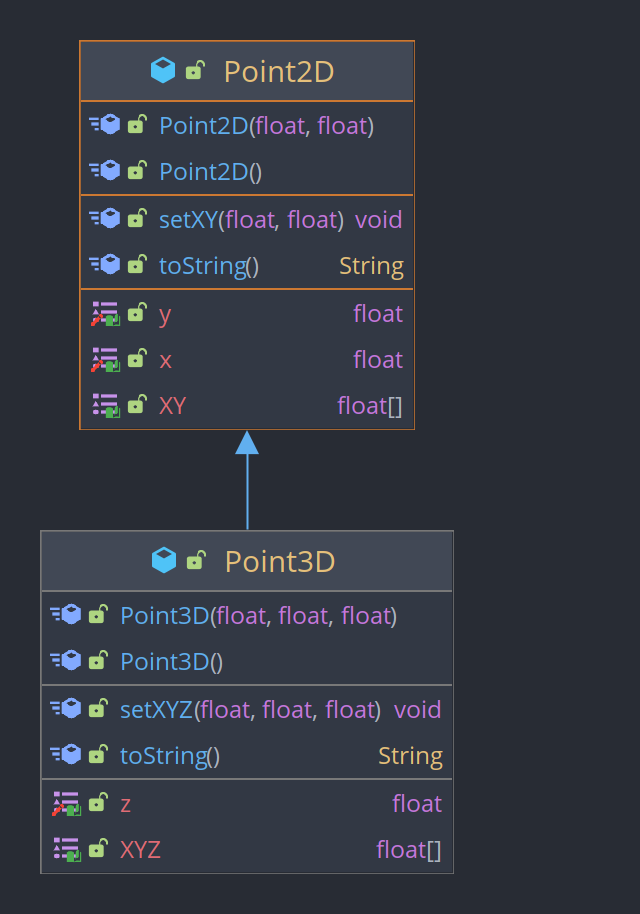 Point2D
Point2D(float, float)
Point2D()
setXY(float, float) void
toString() String
y float
x float
XY float[]
Point3D
Point3D(float, float, float)
Point3D()
setXYZ(float, float, float) void
toString() String
z float
XYZ float[]